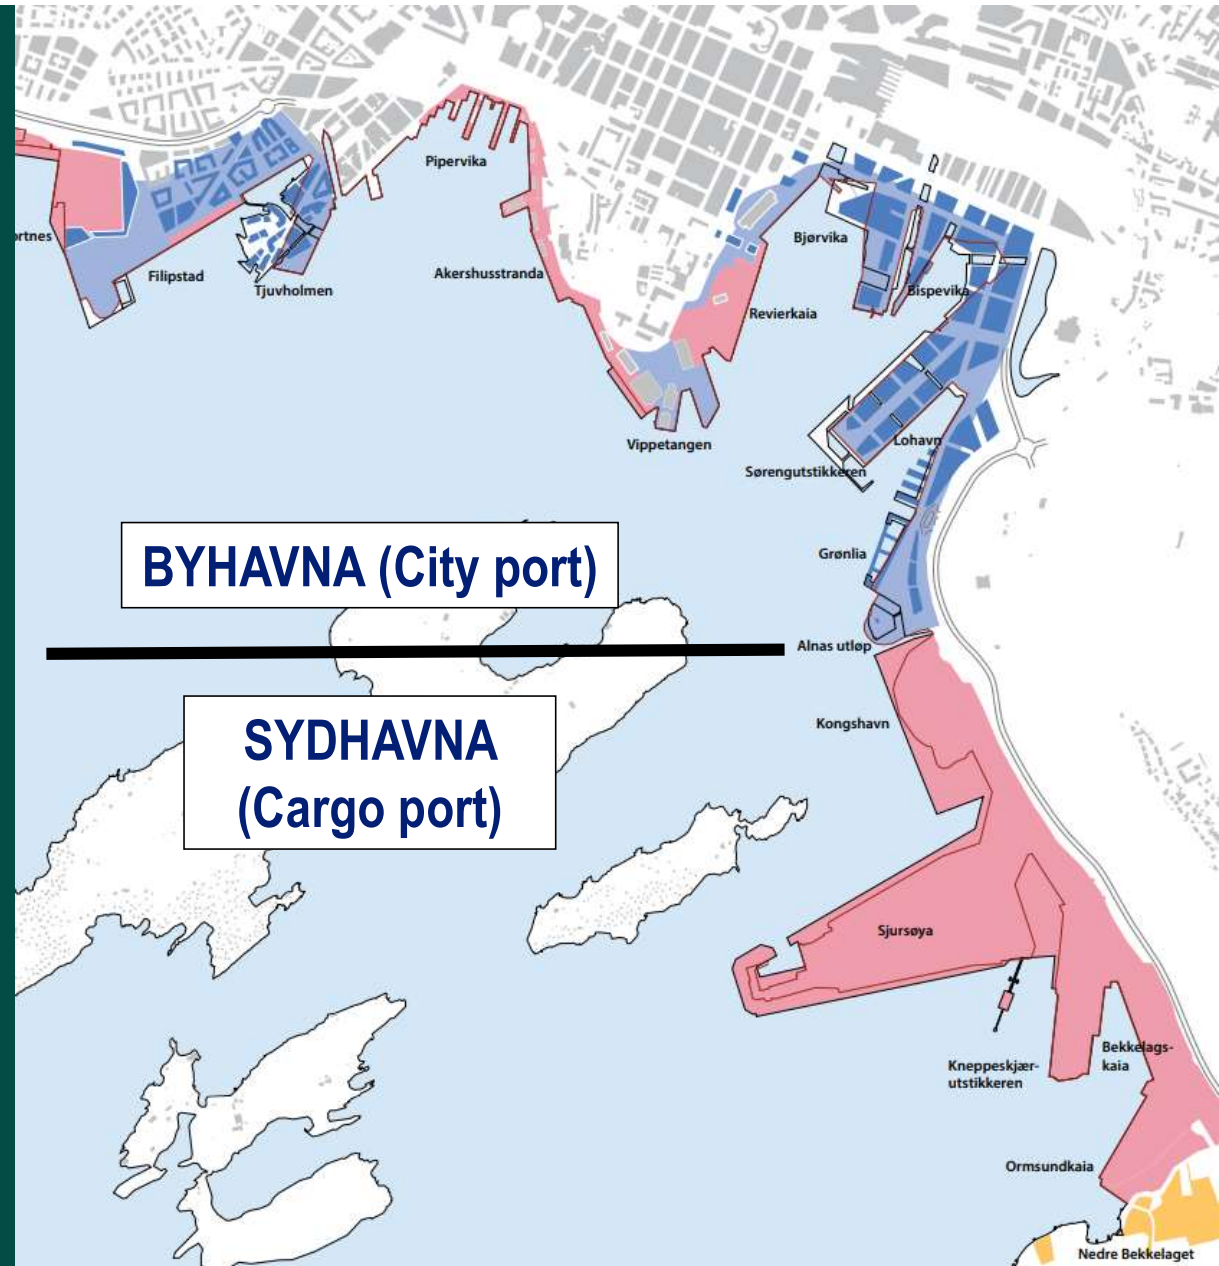 Pipervika
Bjørvika
ortnes
Filipstad
Tjuvholmen
Akershusstranda
Bispevika
Revierkaia
Vippetangen
Lohavn
Sørengutstikkeren
Grønlia
BYHAVNA (City port)
Alnas utløp
Kongshavn
SYDHAVNA
(Cargo port)
Sjursøya
Kneppeskjær-
utstikkeren
Bekkelags-
kaia
Ormsundkaia
Nedre Bekkelaget